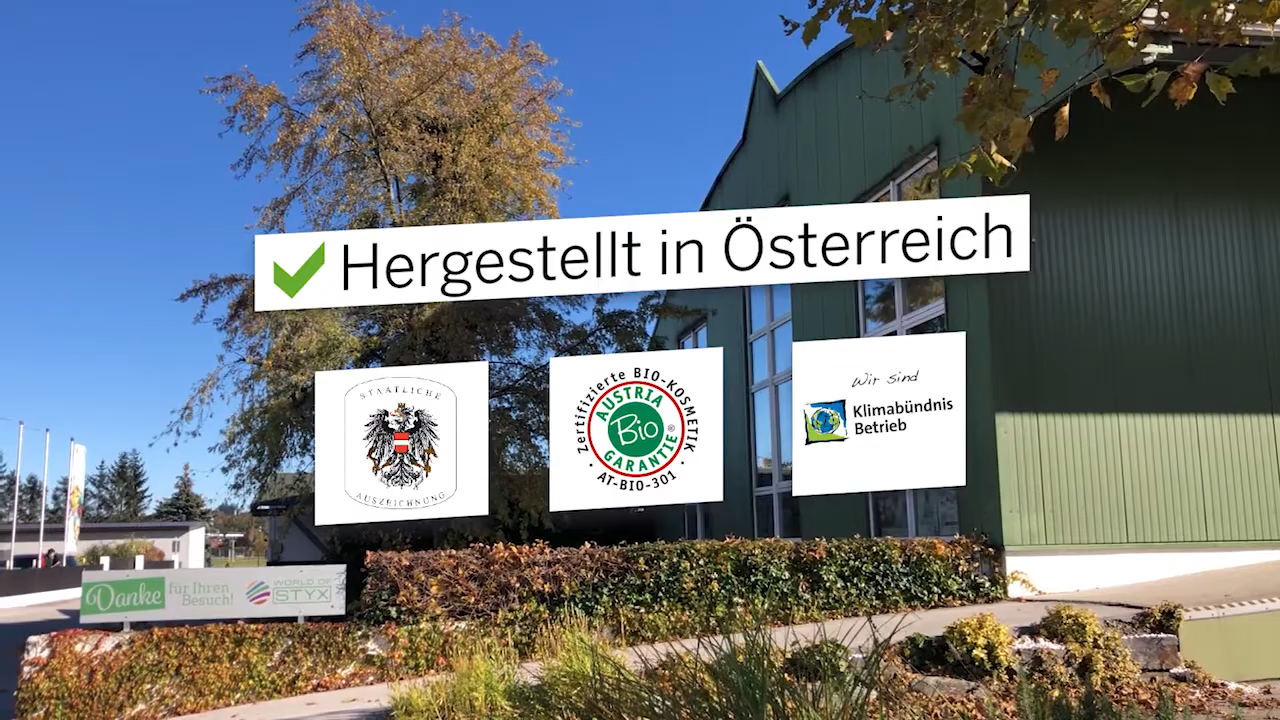 Hergestellt in Österreich
STAATLICHE
AUSZEICHNUNG
Zertifizierte BIO-KOSMETIK
AUSTRIA
Bio
GARANTIE
®
AT-BIO-301
Wir sind
Klimabündnis
Betrieb
Danke
für Ihren
Besuch!
WORLD OF
STYX